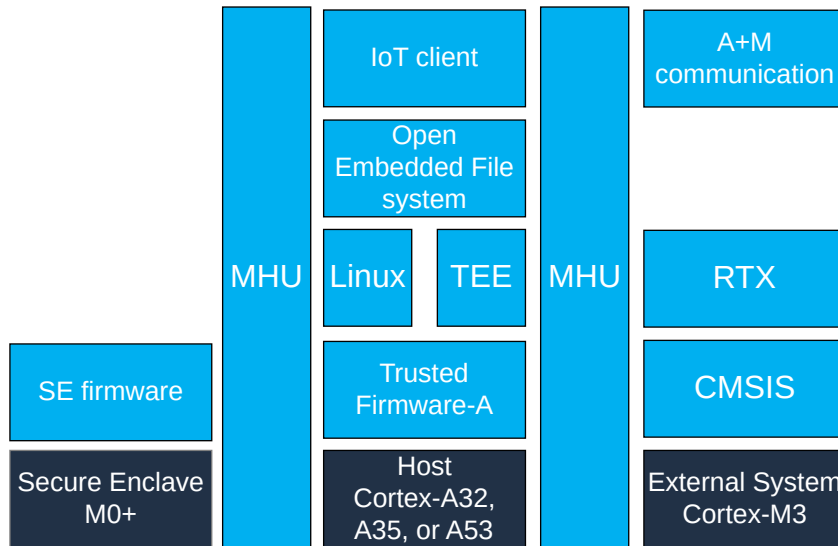 IoT client
A+M
communication
Open
Embedded File
system
MHU
Linux
TEE
MHU
RTX
SE firmware
Trusted
Firmware-A
CMSIS
Secure Enclave
M0+
Host
Cortex-A32,
A35, or A53
External System
Cortex-M3